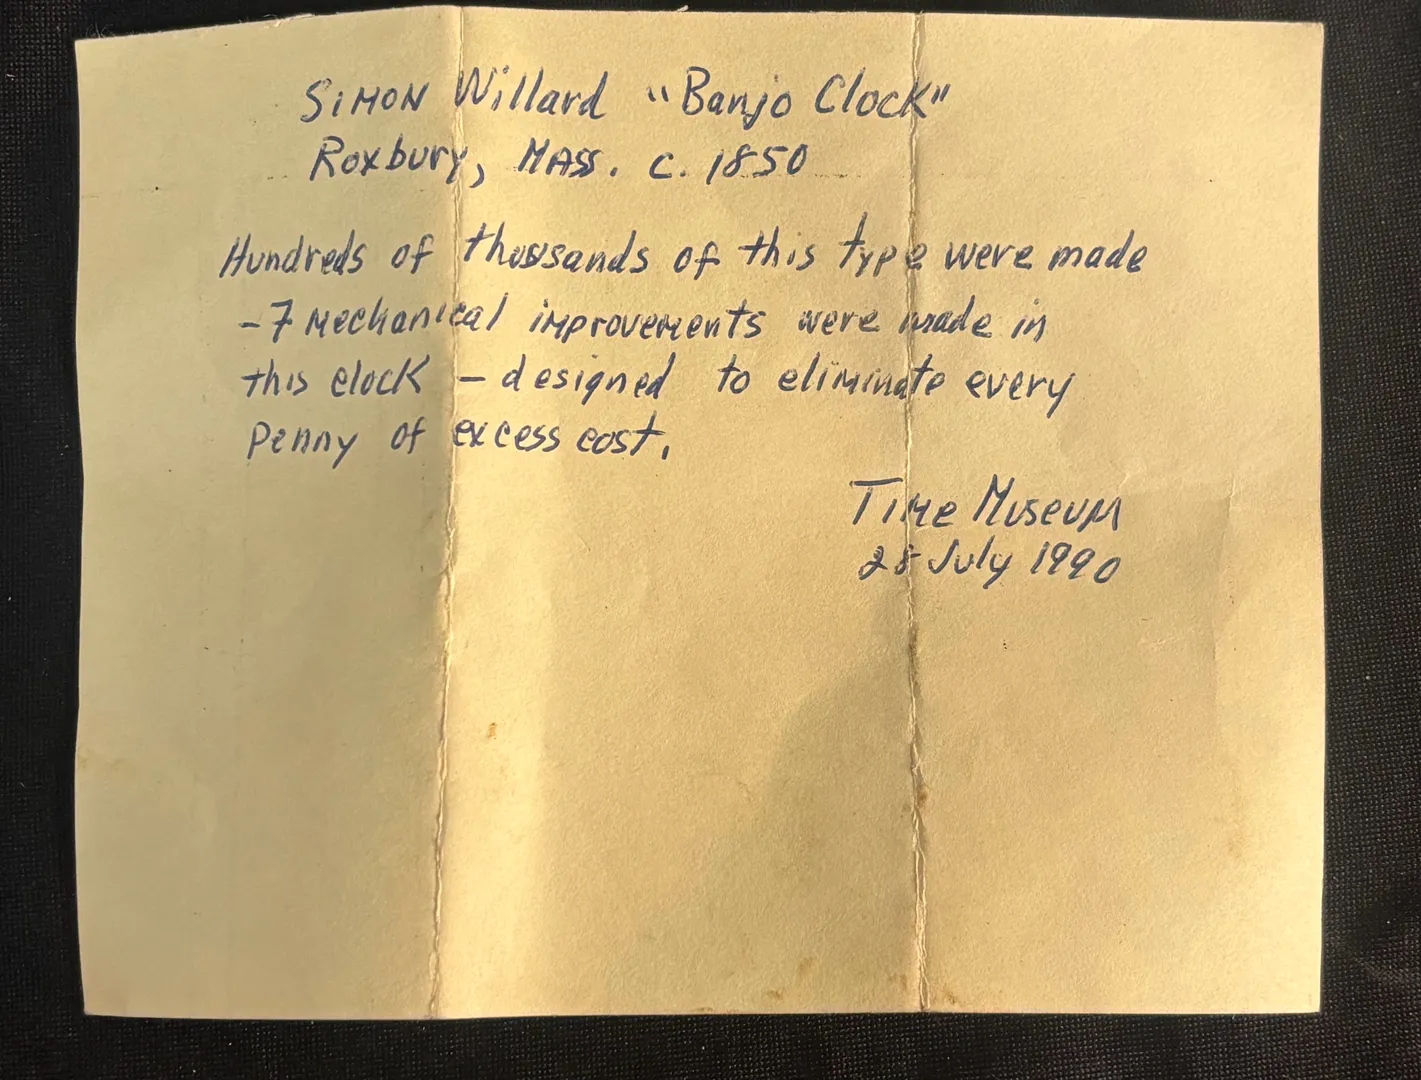 Simon Willard "Banjo Clock"
Roxbury, Mass. c. 1850
Hundreds of thousands of this type were made
- 7 mechanical improvements were made in
this clock - designed to eliminate every
penny of excess cost.
Time Museum
28 July 1990